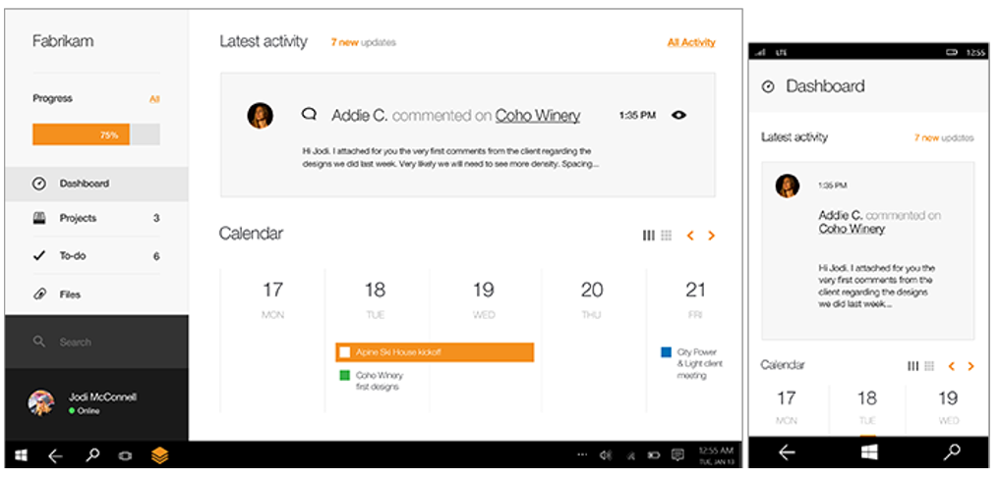 Fabrikam
Progress All
75%
Dashboard
Projects 3
To-do 6
Files
Search
Jodi McConnell
Online
Latest activity 7 new updates All Activity
Addie C. commented on Coho Winery 1:35 PM
Hi Jodi. I attached for you the very first comments from the client regarding the
designs we did last week. Very likely we will need to see more density. Spacing...
Calendar
17 18 19 20 21
MON TUE WED THU FRI
Alpine Ski House kickoff
Coho Winery
first designs
City Power
& Light client
meeting
12:55 AM
TUE, JAN 13
LTE 12:55
Dashboard
Latest activity 7 new updates
1:35 PM
Addie C. commented on
Coho Winery
Hi Jodi. I attached for you the
very first comments from the
client regarding the designs
we did last week...
Calendar
17 18 19
MON TUE WED